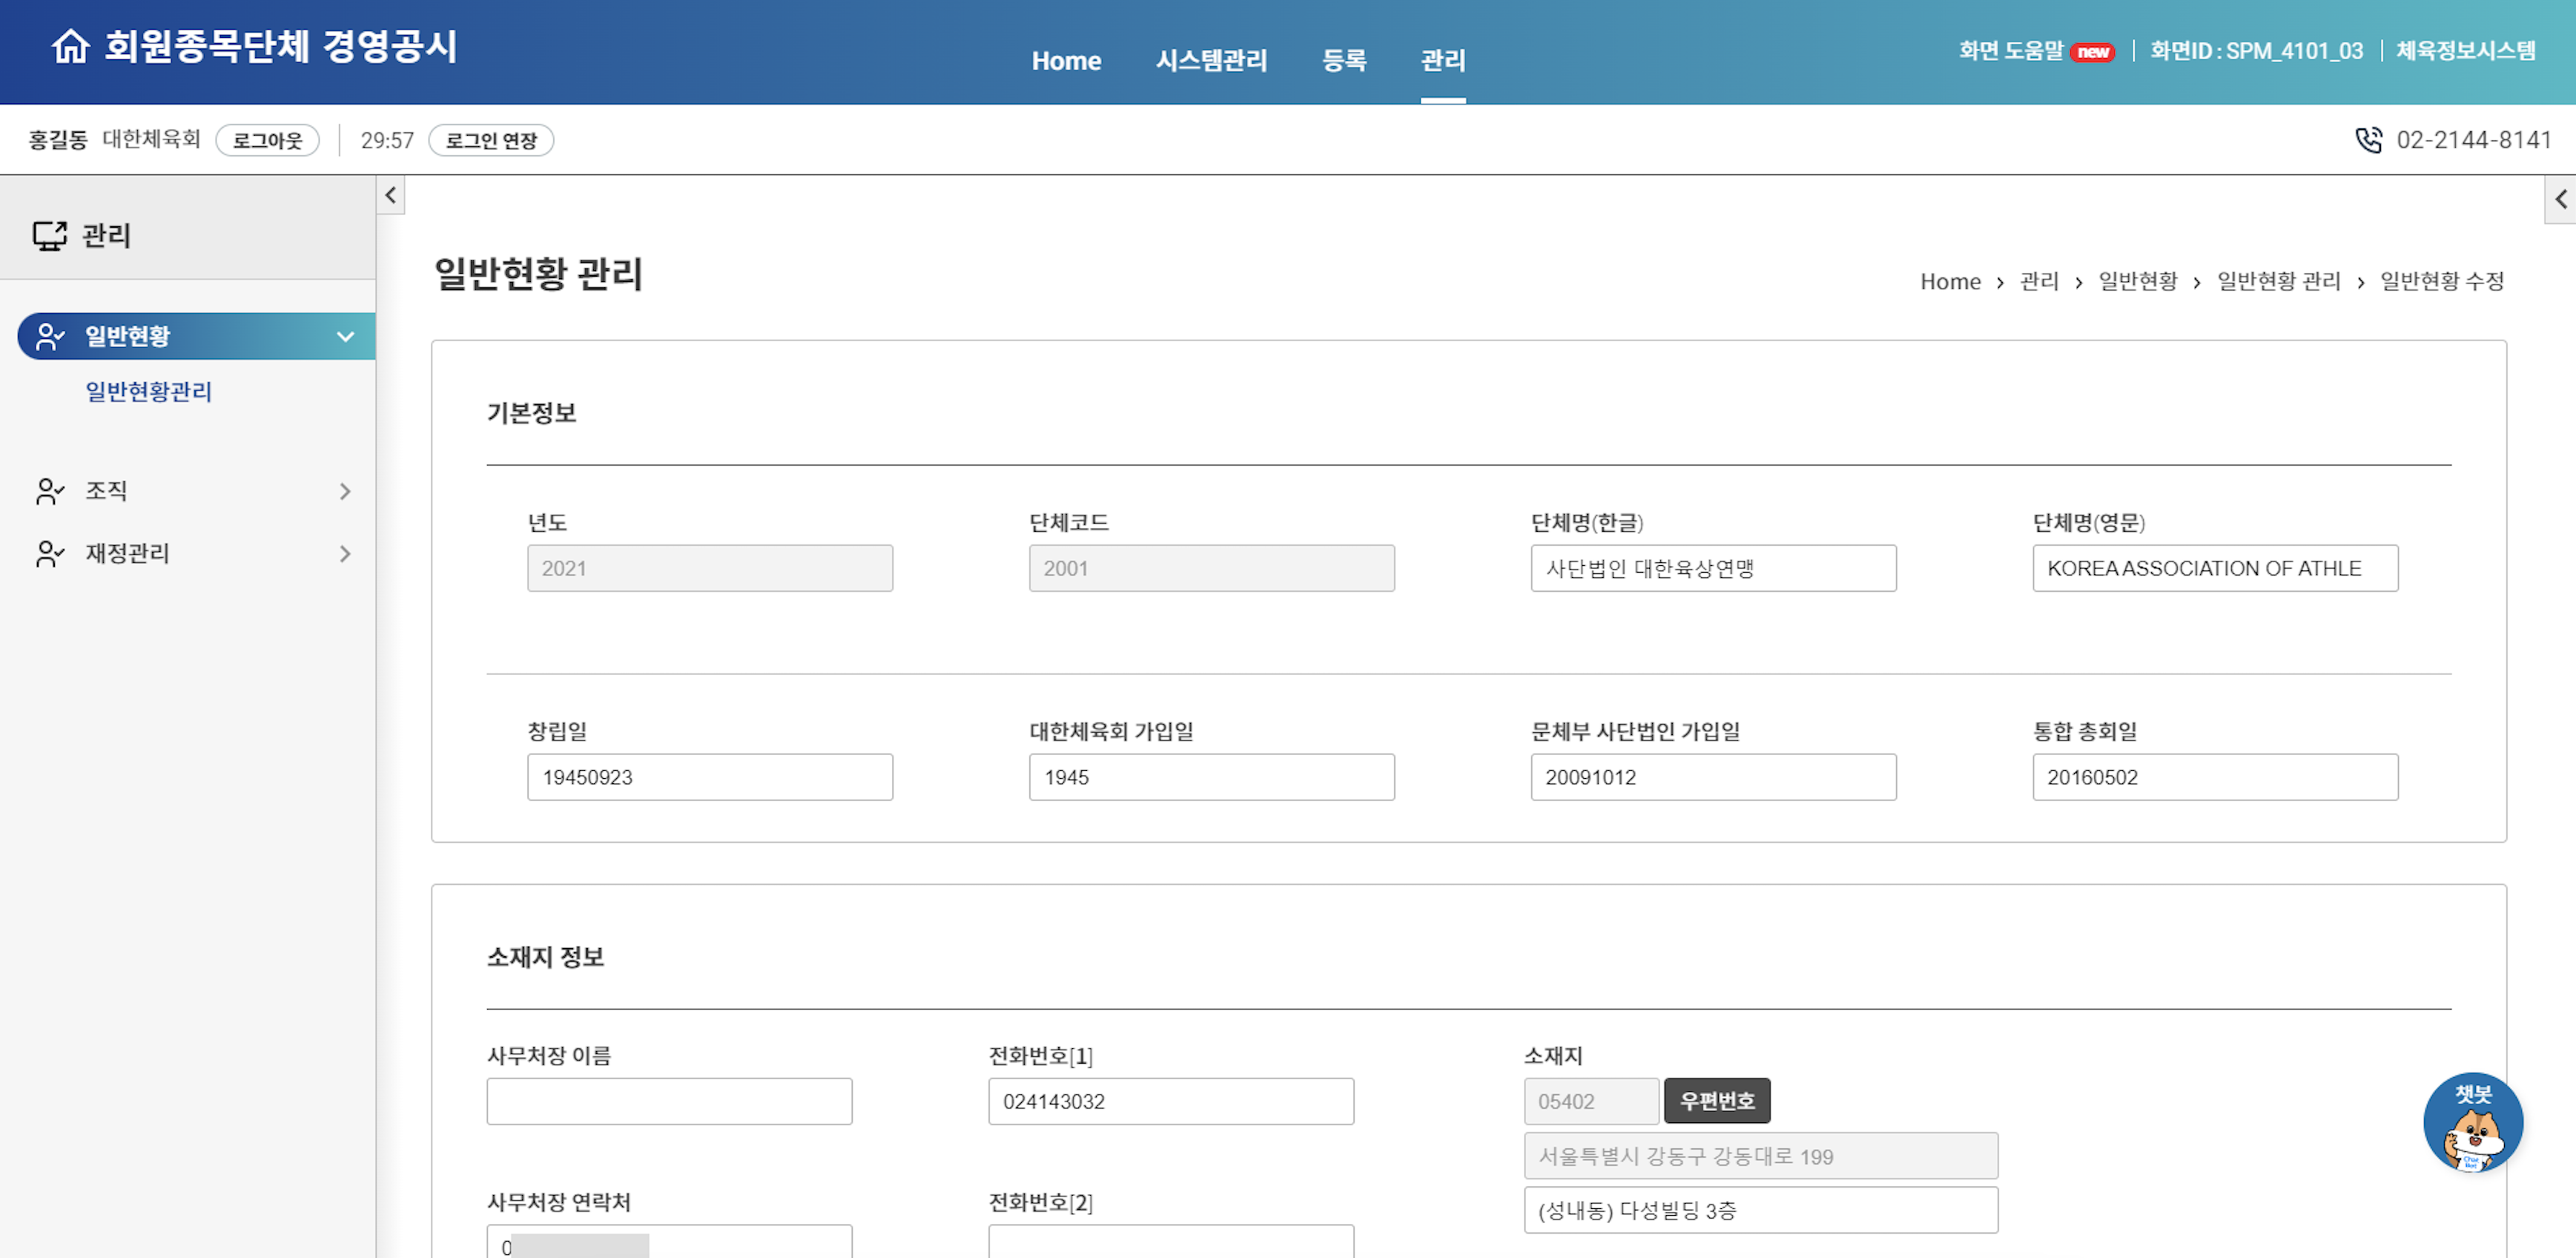 회원종목단체 경영공시
Home 시스템관리 등록 관리
화면 도움말 new 화면ID : SPM_4101_03 체육정보시스템
홍길동 대한체육회 로그아웃 29:57 로그인 연장
02-2144-8141
관리
일반현황
일반현황관리
조직
재정관리
일반현황 관리
Home > 관리 > 일반현황 > 일반현황 관리 > 일반현황 수정
기본정보
년도 단체코드 단체명(한글) 단체명(영문)
2021 2001 사단법인 대한육상연맹 KOREA ASSOCIATION OF ATHLE
창립일 대한체육회 가입일 문체부 사단법인 가입일 통합 총회일
19450923 1945 20091012 20160502
소재지 정보
사무처장 이름 전화번호[1] 소재지
024143032 05402 우편번호
서울특별시 강동구 강동대로 199
사무처장 연락처 전화번호[2]
(성내동) 다성빌딩 3층
0
챗봇
Chat
Bot